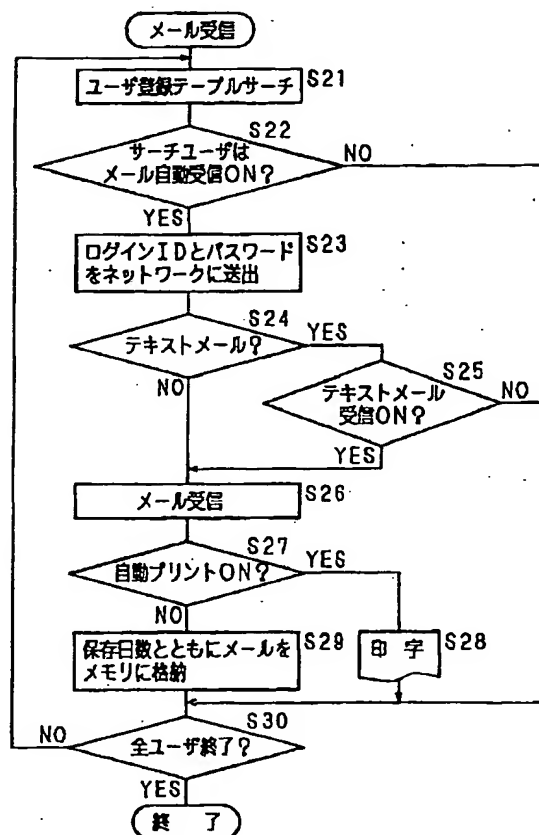 メール受信
ユーザ登録テーブルサーチ
S21
S22
サーチユーザは
メール自動受信ON?
NO
YES
ログインIDとパスワード
をネットワークに送出
S23
S24
テキストメール?
YES
NO
S25
テキストメール
受信ON?
NO
YES
メール受信
S26
S27
自動プリントON?
YES
NO
保存日数とともにメールを
メモリに格納
S29
印字
S28
S30
NO
全ユーザ終了?
YES
終 了